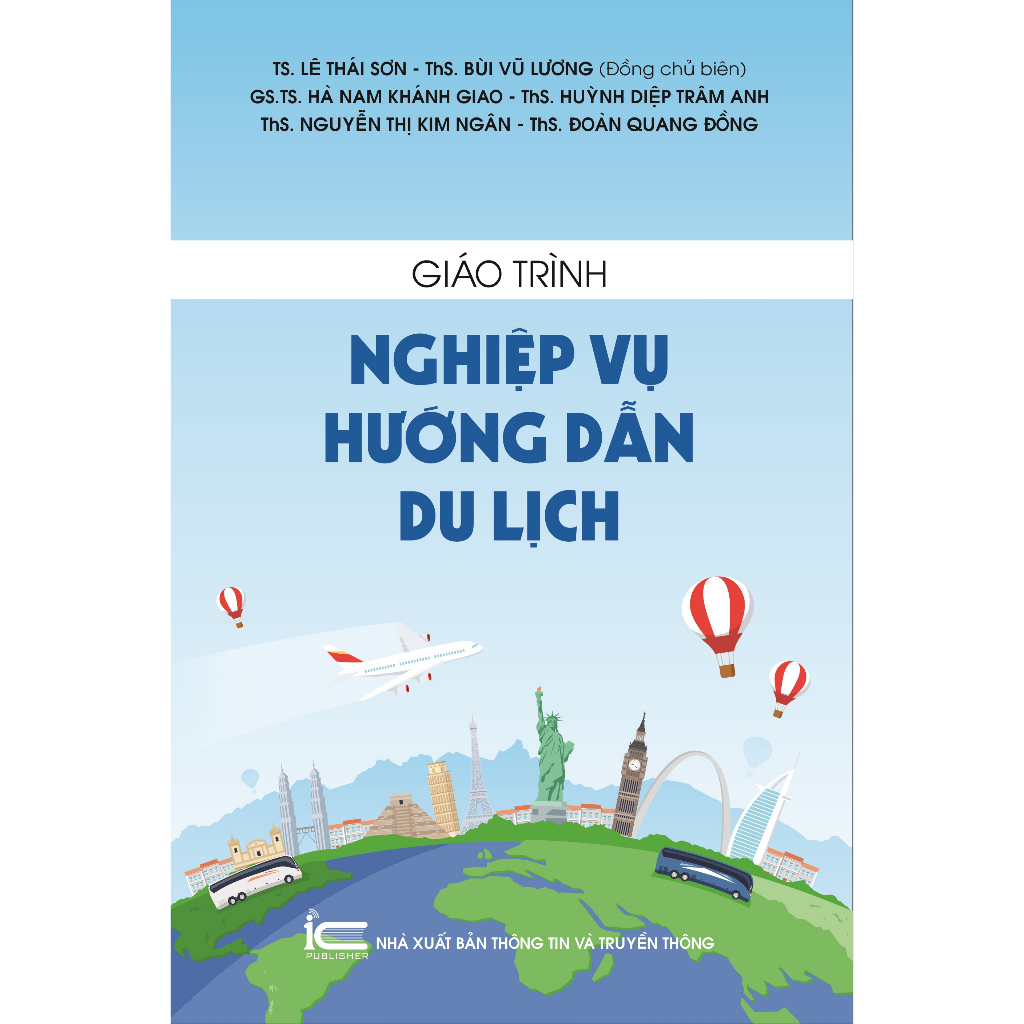 TS. LÊ THÁI SƠN - ThS. BÙI VŨ LƯƠNG (Đồng chủ biên)
GS.TS. HÀ NAM KHÁNH GIAO - ThS. HUỲNH DIỆP TRÂM ANH
ThS. NGUYỄN THỊ KIM NGÂN - ThS. ĐOÀN QUANG ĐỒNG
GIÁO TRÌNH
NGHIỆP VỤ
HƯỚNG DẪN
DU LỊCH
iC PUBLISHER NHÀ XUẤT BẢN THÔNG TIN VÀ TRUYỀN THÔNG